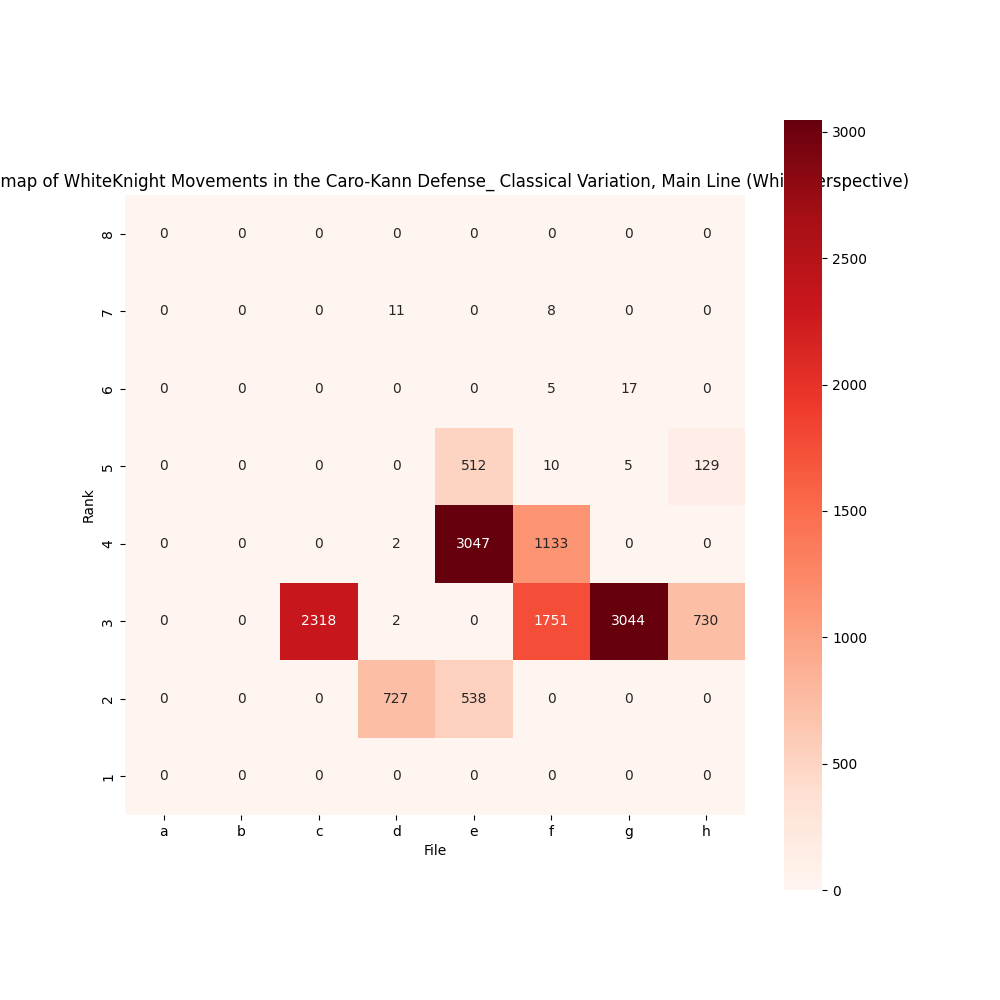 3000
map of WhiteKnight Movements in the Caro-Kann Defense_ Classical Variation, Main Line (Whi erspective)
8 0 0 0 0 0 0 0 0
2500
7 0 0 0 11 0 8 0 0
6 0 0 0 0 0 5 17 0
2000
5 0 0 0 0 512 10 5 129
Rank
1500
4 0 0 0 2 3047 1133 0 0
3 0 0 2318 2 0 1751 3044 730
1000
2 0 0 0 727 538 0 0 0
500
1 0 0 0 0 0 0 0 0
a b c d e f g h
File
0